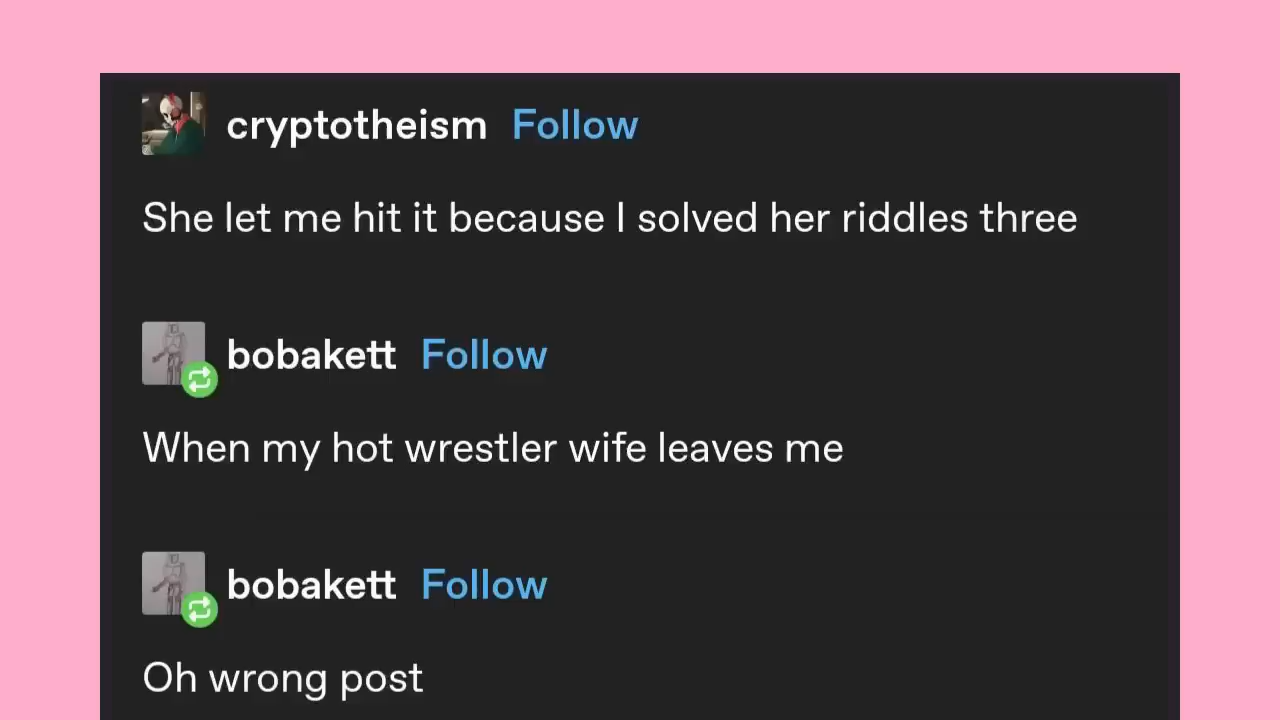 cryptotheism Follow
She let me hit it because I solved her riddles three
bobakett Follow
When my hot wrestler wife leaves me
bobakett Follow
Oh wrong post